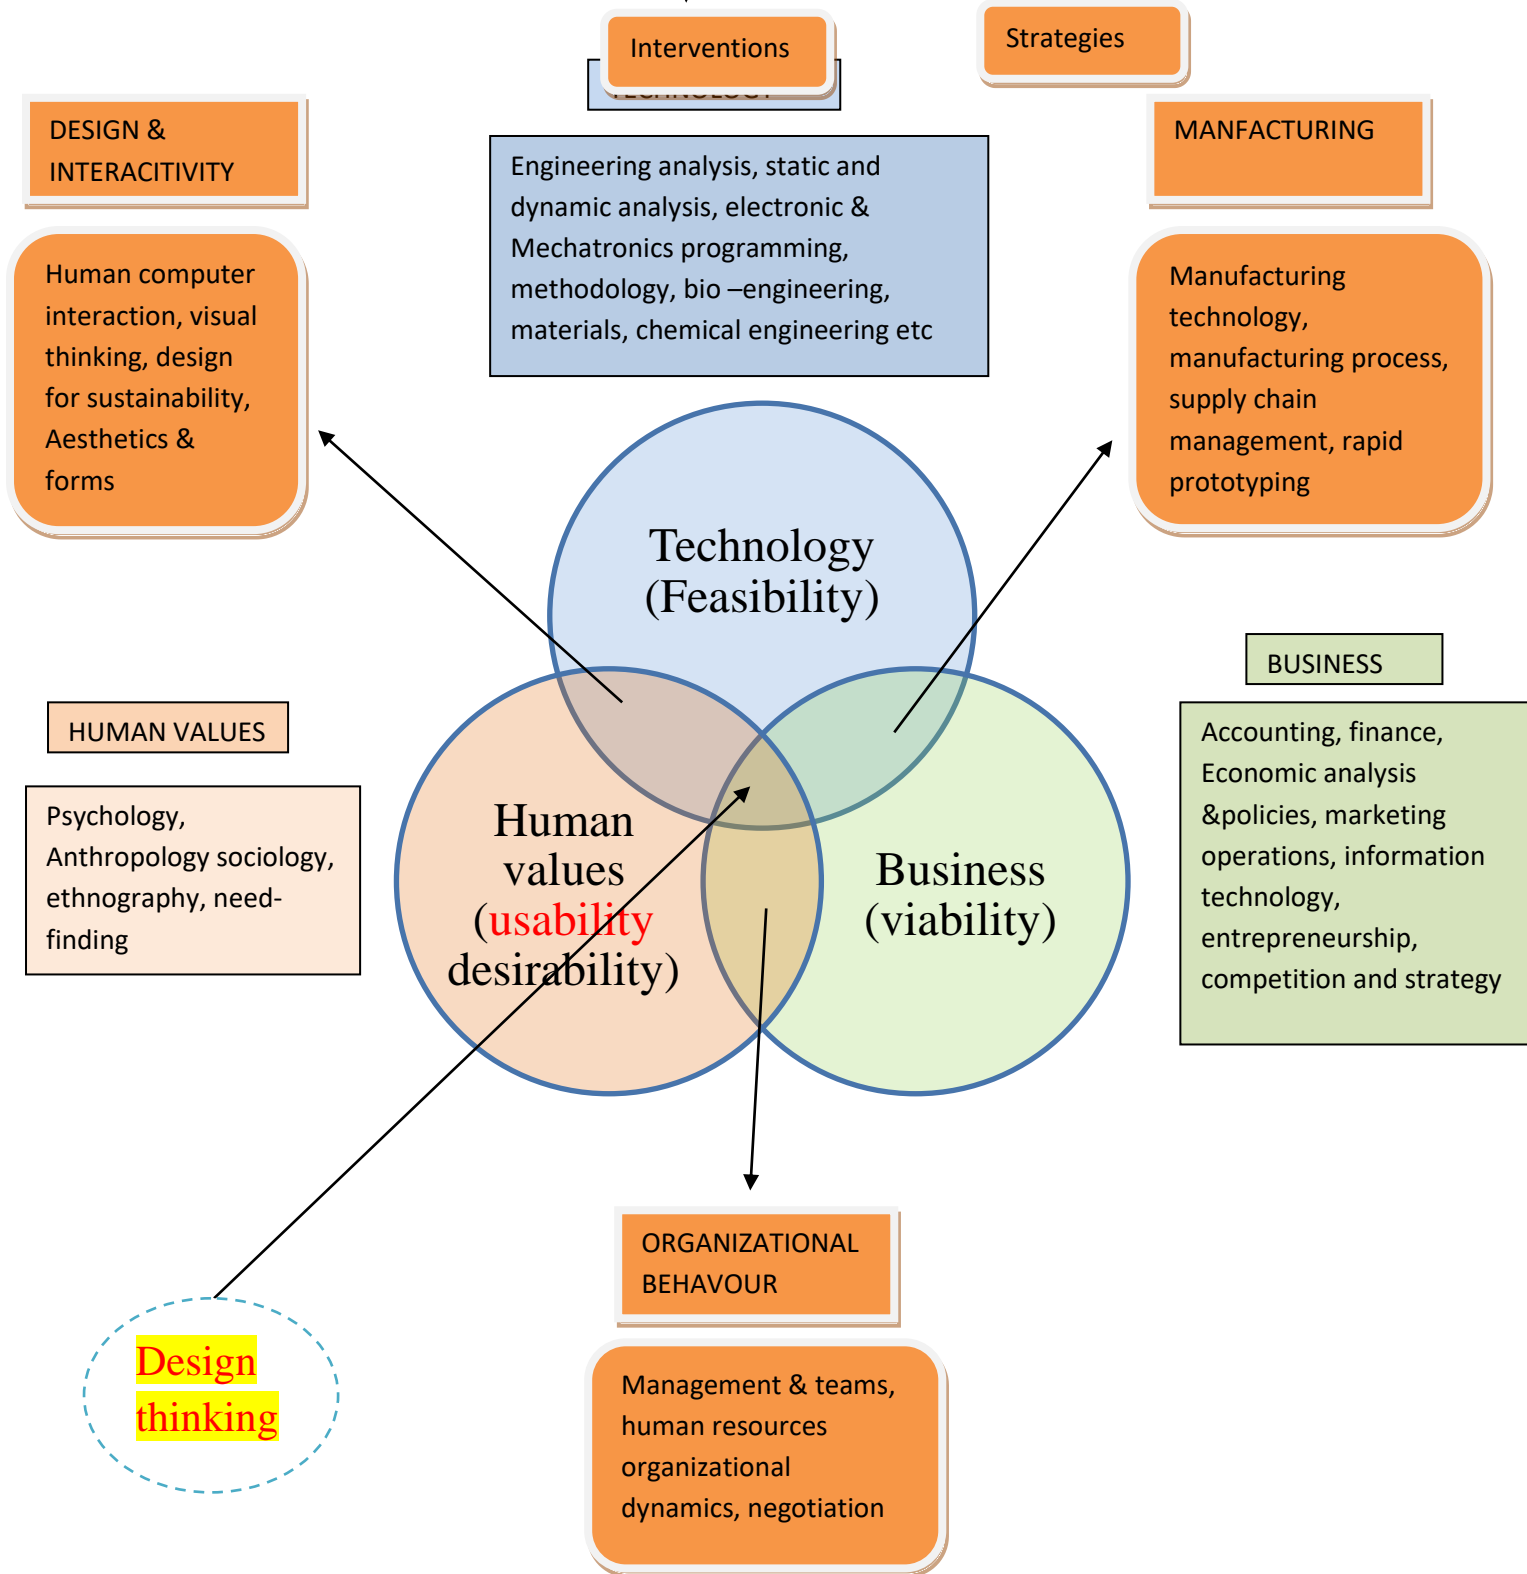 Interventions
Strategies
TECHNOLOGY
DESIGN &
INTERACITIVITY
MANFACTURING
Engineering analysis, static and
dynamic analysis, electronic &
Mechatronics programming,
methodology, bio –engineering,
materials, chemical engineering etc
Human computer
interaction, visual
thinking, design
for sustainability,
Aesthetics &
forms
Manufacturing
technology,
manufacturing process,
supply chain
management, rapid
prototyping
Technology
(Feasibility)
HUMAN VALUES
Psychology,
Anthropology sociology,
ethnography, need-
finding
Human
values
(usability
desirability)
Business
(viability)
BUSINESS
Accounting, finance,
Economic analysis
&policies, marketing
operations, information
technology,
entrepreneurship,
competition and strategy
ORGANIZATIONAL
BEHAVOUR
Management & teams,
human resources
organizational
dynamics, negotiation
Design
thinking